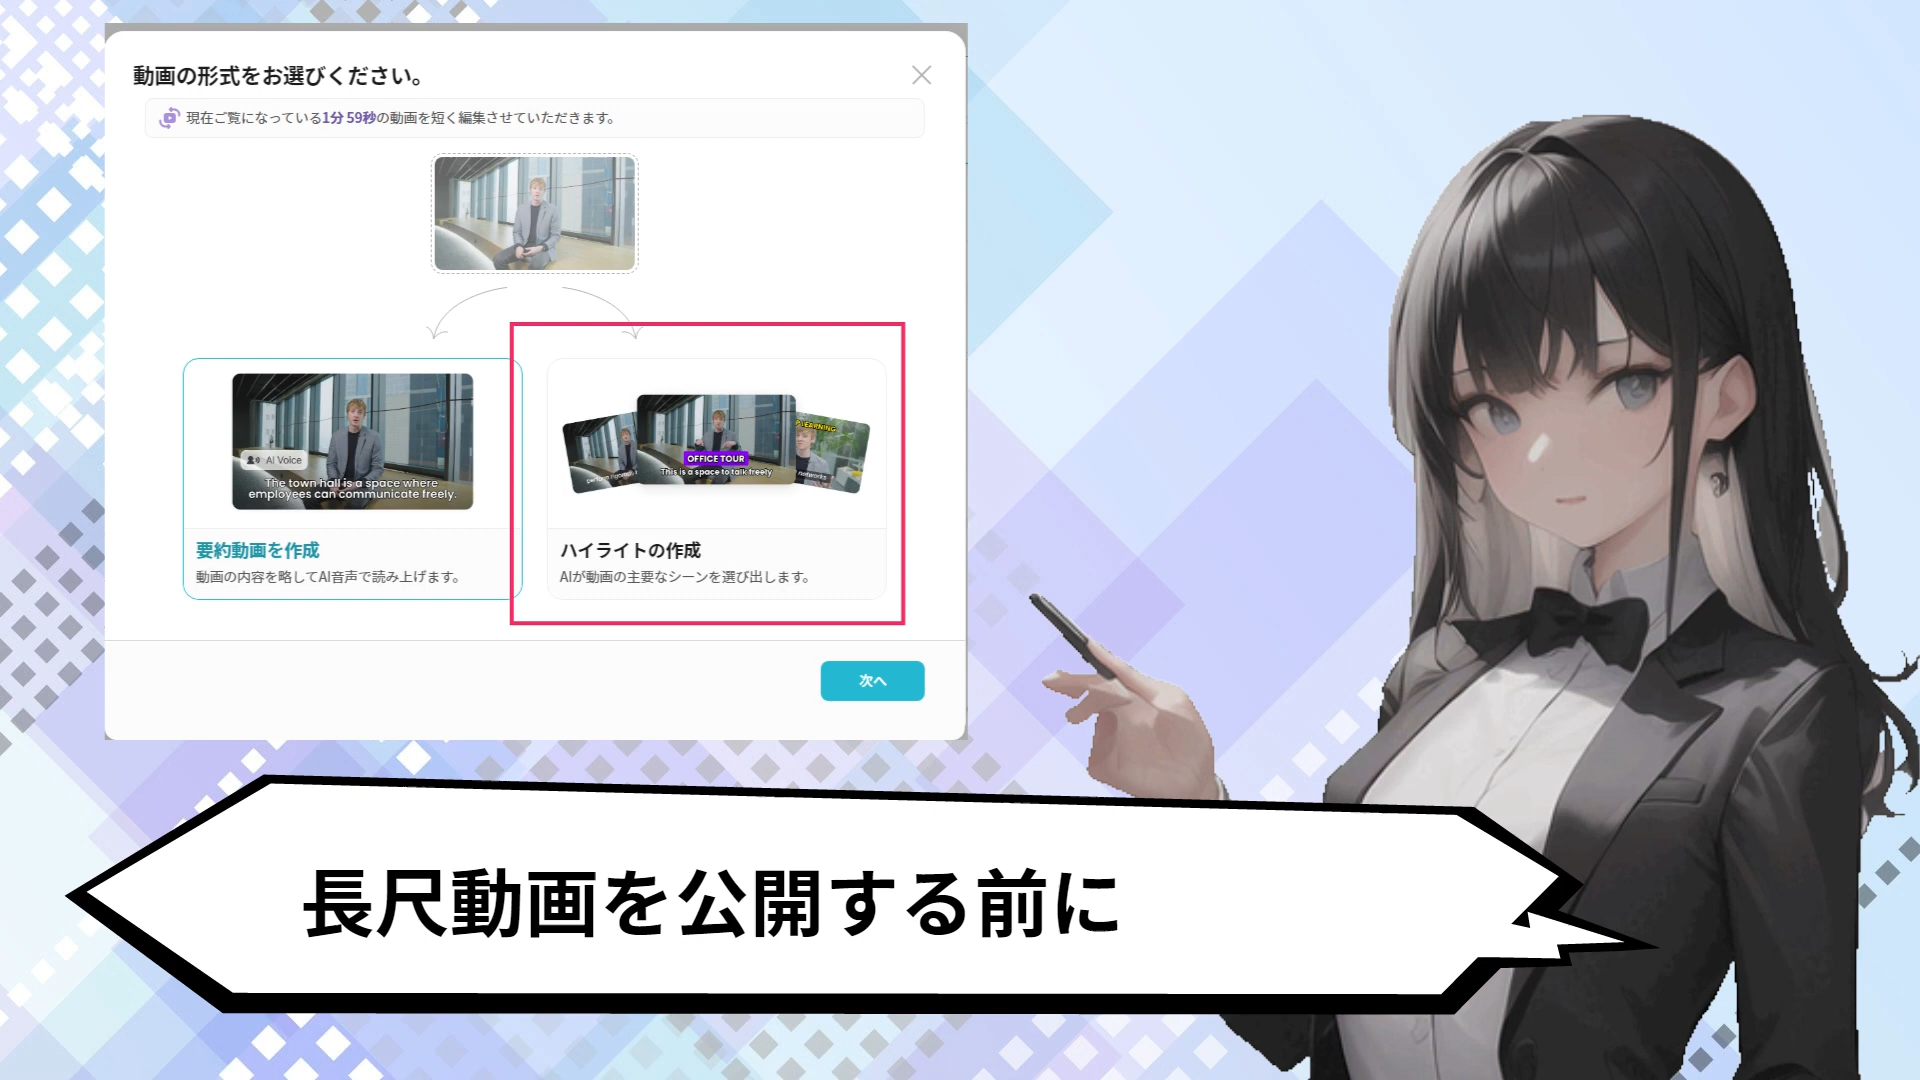 動画の形式をお選びください。
現在ご覧になっている1分 59秒の動画を短く編集させていただきます。
AI Voice
The town hall is a space where
employees can communicate freely.
OFFICE TOUR
This is a space to talk freely
LEARNING
networks
要約動画を作成
動画の内容を略してAI音声で読み上げます。
ハイライトの作成
AIが動画の主要なシーンを選び出します。
次へ
長尺動画を公開する前に